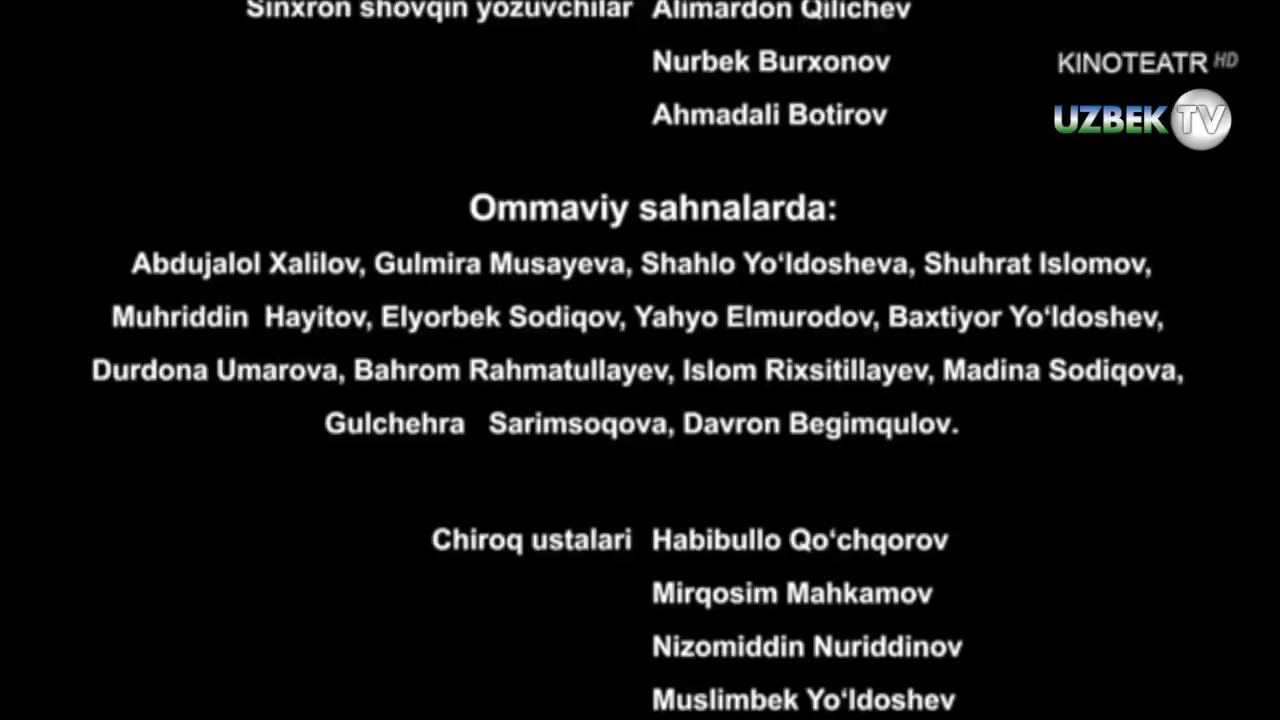 Sinxron shovqin yozuvchilar Alimardon Qilichev
Nurbek Burxonov
KINOTEATR HD
Ahmadali Botirov
UZBEK TV
Ommaviy sahnalarda:
Abdujalol Xalilov, Gulmira Musayeva, Shahlo Yo‘ldosheva, Shuhrat Islomov,
Muhriddin Hayitov, Elyorbek Sodiqov, Yahyo Elmurodov, Baxtiyor Yo‘ldoshev,
Durdona Umarova, Bahrom Rahmatullayev, Islom Rixsitillayev, Madina Sodiqova,
Gulchehra Sarimsoqova, Davron Begimqulov.
Chiroq ustalari Habibullo Qo‘chqorov
Mirqosim Mahkamov
Nizomiddin Nuriddinov
Muslimbek Yo‘ldoshev